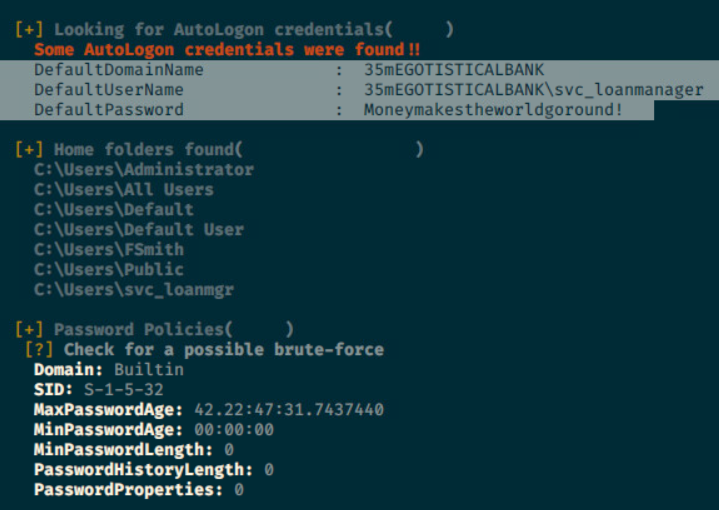 [+] Looking for AutoLogon credentials( )
Some AutoLogon credentials were found!!
DefaultDomainName : 35mEGOTISTICALBANK
DefaultUserName : 35mEGOTISTICALBANK\svc_loanmanager
DefaultPassword : Moneymakestheworldgoround!
[+] Home folders found( )
C:\Users\Administrator
C:\Users\All Users
C:\Users\Default
C:\Users\Default User
C:\Users\FSmith
C:\Users\Public
C:\Users\svc_loanmgr
[+] Password Policies( )
[?] Check for a possible brute-force
Domain: Builtin
SID: S-1-5-32
MaxPasswordAge: 42.22:47:31.7437440
MinPasswordAge: 00:00:00
MinPasswordLength: 0
PasswordHistoryLength: 0
PasswordProperties: 0